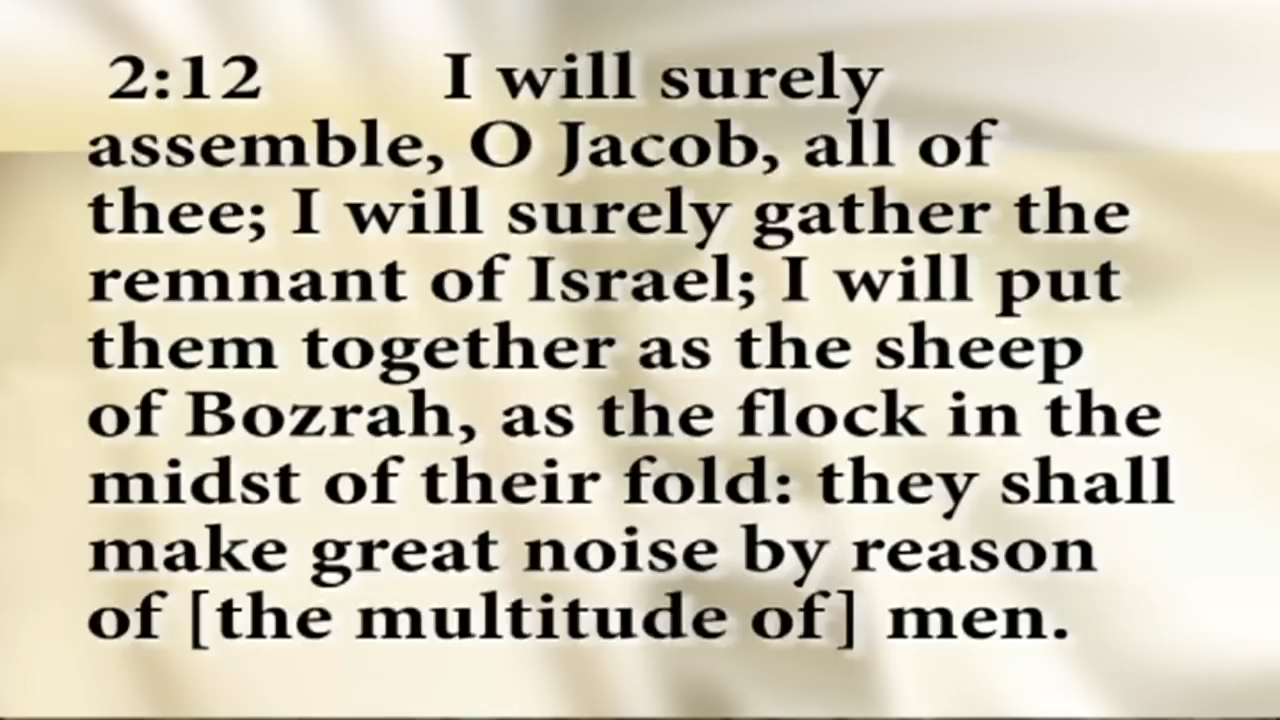 2:12 I will surely
assemble, O Jacob, all of
thee; I will surely gather the
remnant of Israel; I will put
them together as the sheep
of Bozrah, as the flock in the
midst of their fold: they shall
make great noise by reason
of [the multitude of] men.